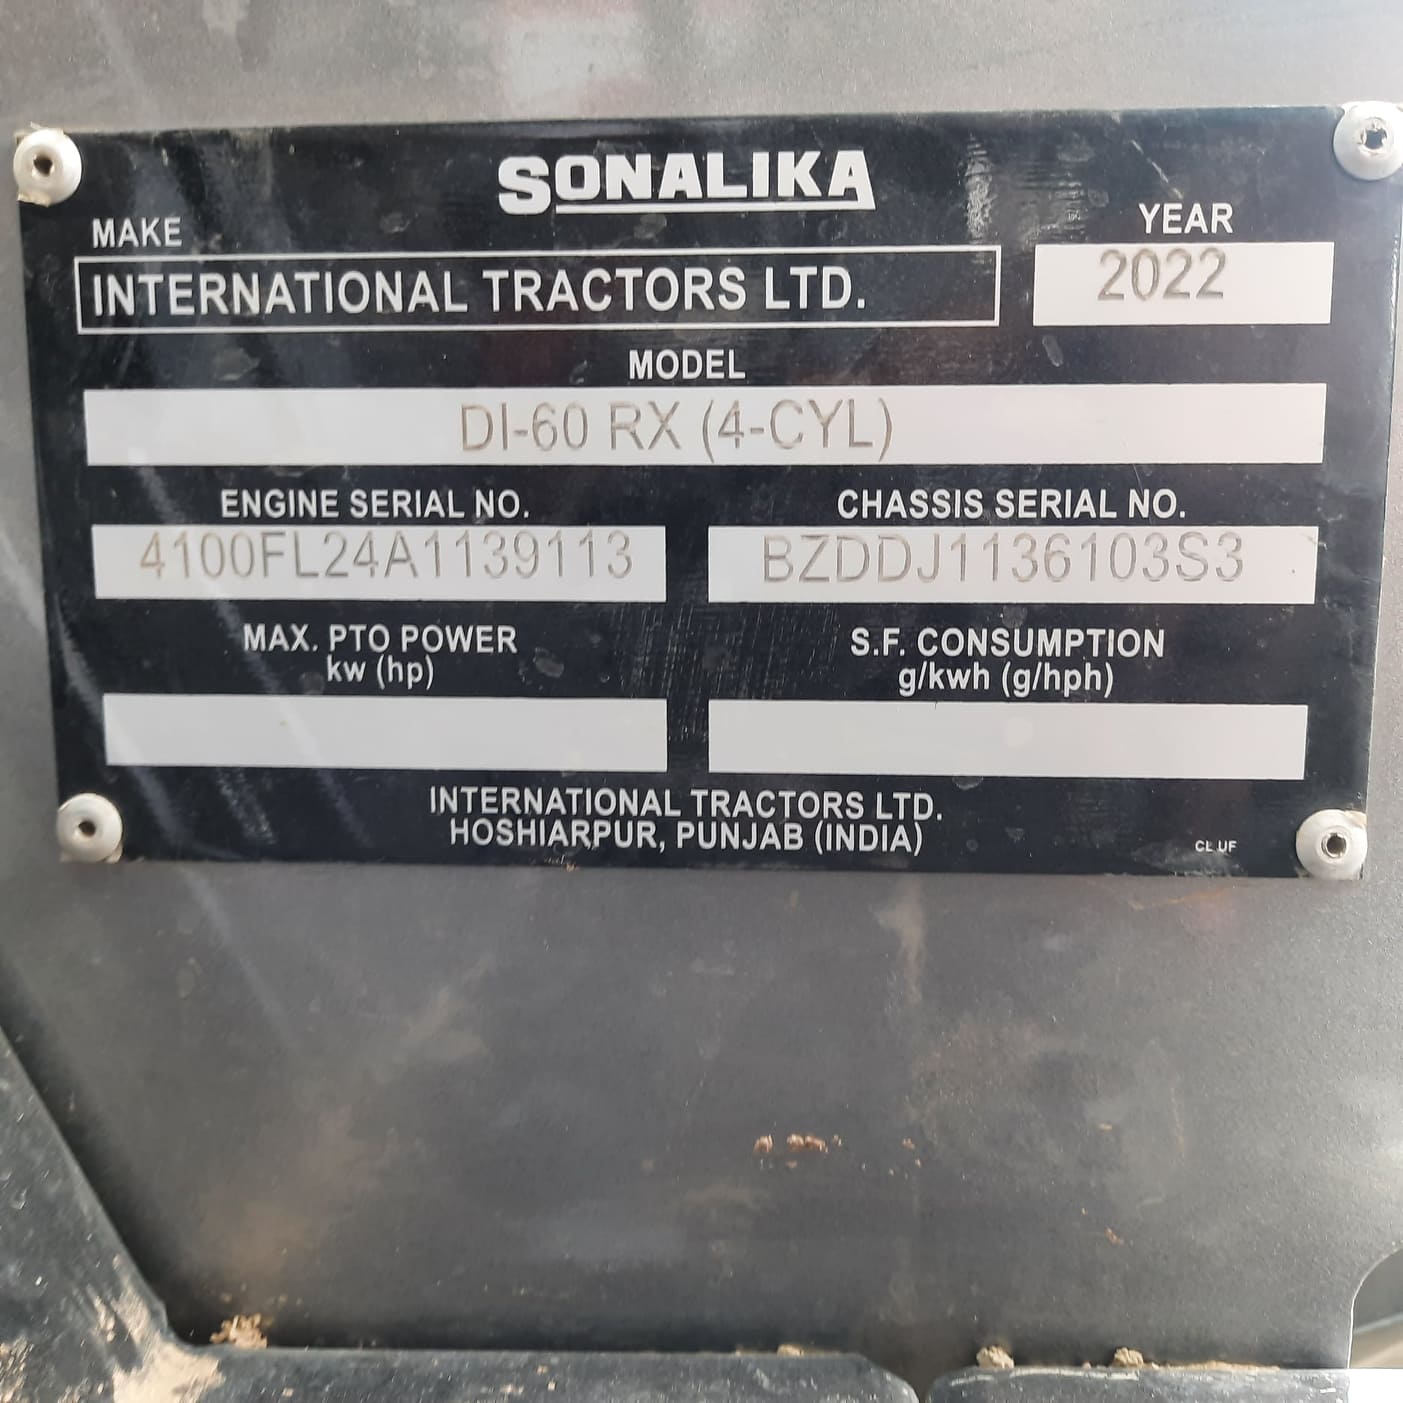 SONALIKA
MAKE
YEAR
INTERNATIONAL TRACTORS LTD.
2022
MODEL
DI-60 RX (4-CYL)
ENGINE SERIAL NO.
CHASSIS SERIAL NO.
4100FL24A1139113
BZDDJ1136103S3
MAX. PTO POWER
kw (hp)
S.F. CONSUMPTION
g/kwh (g/hph)
INTERNATIONAL TRACTORS LTD.
HOSHIARPUR, PUNJAB (INDIA)